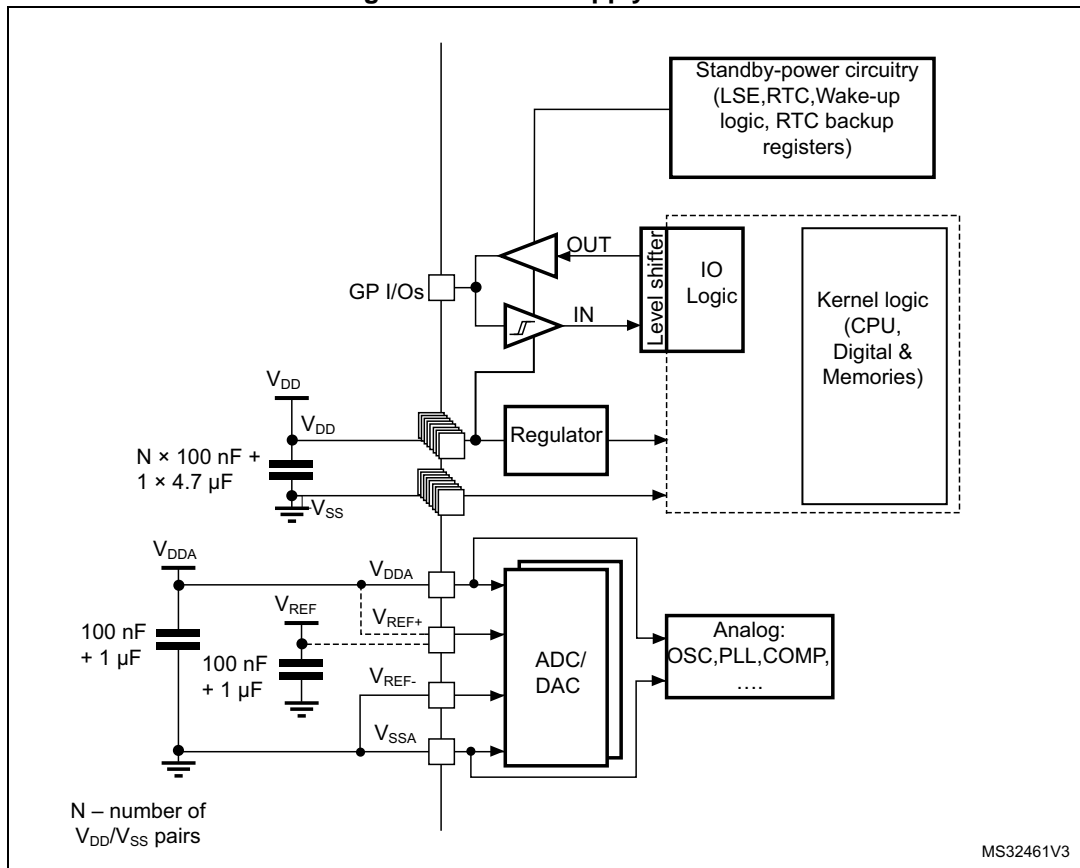 Standby-power circuitry
(LSE,RTC,Wake-up
logic, RTC backup
registers)
OUT
Level shifter
IO
Logic
GP I/Os
IN
Kernel logic
(CPU,
Digital &
Memories)
VDD
VDD
Regulator
N × 100 nF +
1 × 4.7 µF
VSS
VDDA
VDDA
VREF
VREF+
100 nF
+ 1 µF
100 nF
+ 1 µF
ADC/
DAC
Analog:
OSC,PLL,COMP,
….
VREF-
VSSA
N – number of
VDD/VSS pairs
MS32461V3